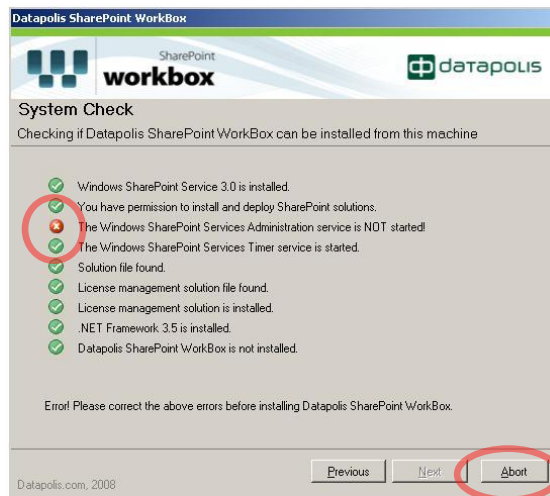 Datapolis SharePoint WorkBox
SharePoint
workbox
datapolis
System Check
Checking if Datapolis SharePoint WorkBox can be installed from this machine
Windows SharePoint Service 3.0 is installed.
You have permission to install and deploy SharePoint solutions.
The Windows SharePoint Services Administration service is NOT started!
The Windows SharePoint Services Timer service is started.
Solution file found.
License management solution file found.
License management solution is installed.
.NET Framework 3.5 is installed.
Datapolis SharePoint WorkBox is not installed.
Error! Please correct the above errors before installing Datapolis SharePoint WorkBox.
Previous Next Abort
Datapolis.com, 2008